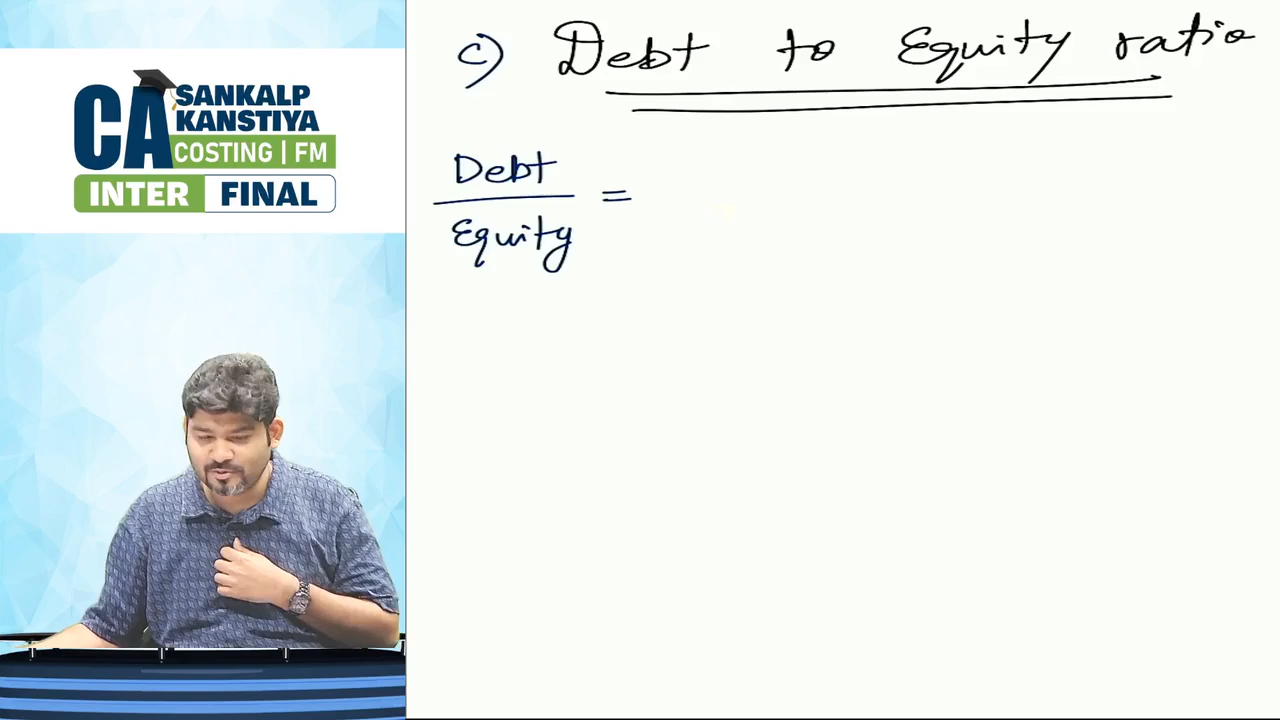 CA SANKALP KANSTIYA
COSTING | FM
INTER FINAL
c) Debt to Equity ratio
Debt
Equity =